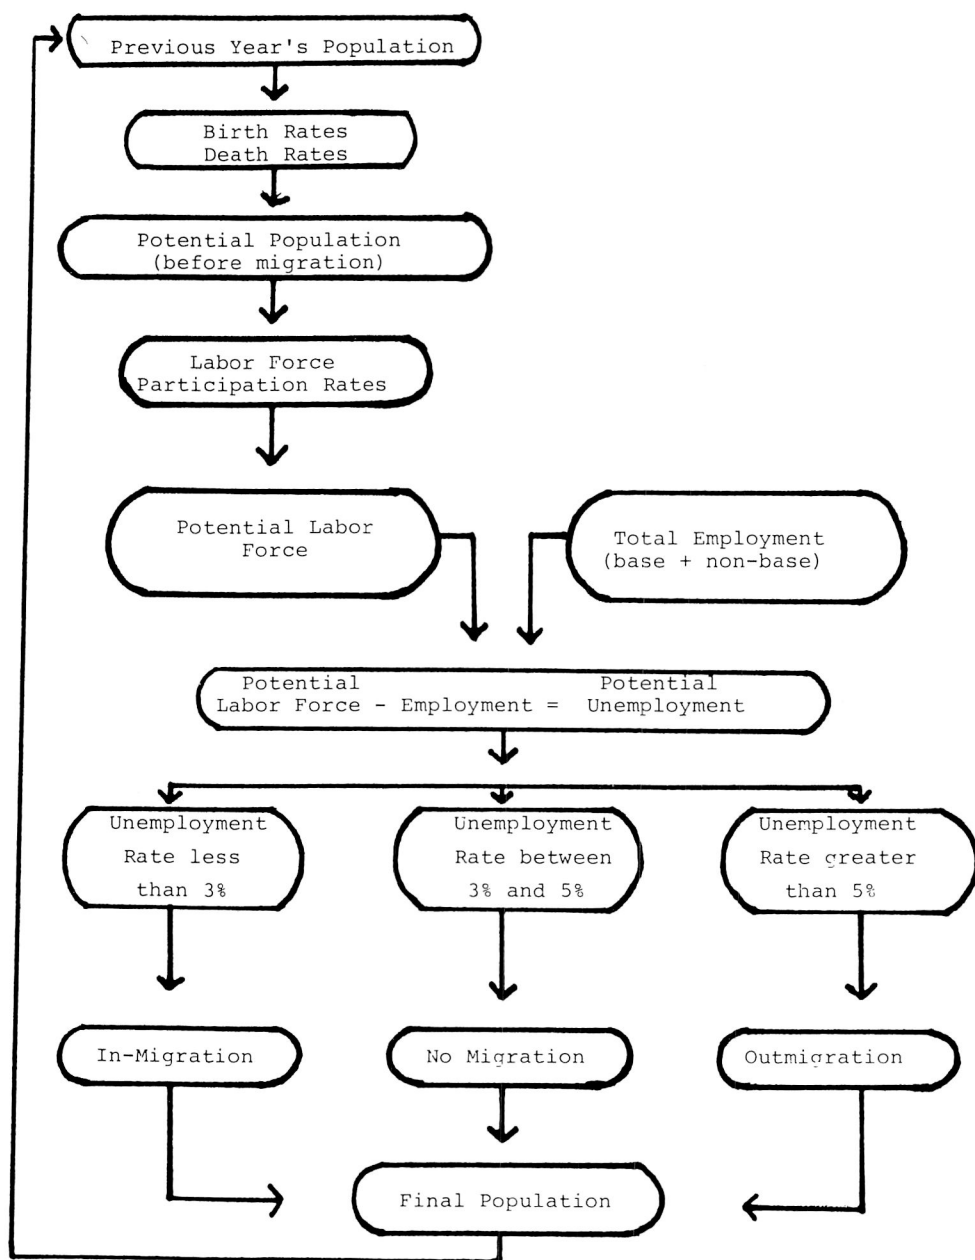 Previous Year's Population
Birth Rates
Death Rates
Potential Population
(before migration)
Labor Force
Participation Rates
Potential Labor
Force
Total Employment
(base + non-base)
Potential Potential
Labor Force - Employment = Unemployment
Unemployment
Rate less
than 3%
Unemployment
Rate between
3% and 5%
Unemployment
Rate greater
than 5%
In-Migration
No Migration
Outmigration
Final Population